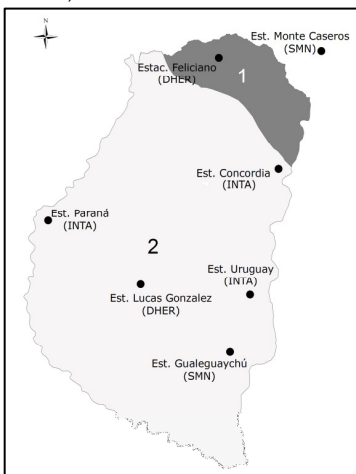 N
Est. Monte Caseros
(SMN)
Estac. Feliciano
(DHER)
1
Est. Concordia
(INTA)
Est. Paraná
(INTA)
2
Est. Uruguay
(INTA)
Est. Lucas Gonzalez
(DHER)
Est. Gualeguaychú
(SMN)